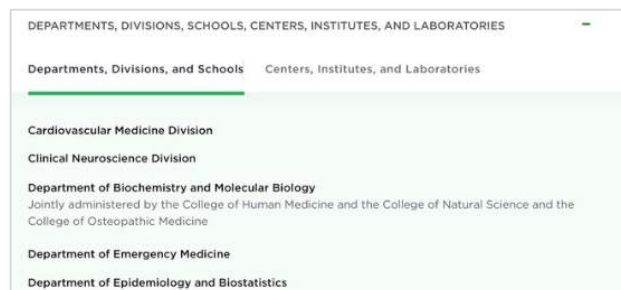 DEPARTMENTS, DIVISIONS, SCHOOLS, CENTERS, INSTITUTES, AND LABORATORIES
Departments, Divisions, and Schools Centers, Institutes, and Laboratories
Cardiovascular Medicine Division
Clinical Neuroscience Division
Department of Biochemistry and Molecular Biology
Jointly administered by the College of Human Medicine and the College of Natural Science and the
College of Osteopathic Medicine
Department of Emergency Medicine
Department of Epidemiology and Biostatistics